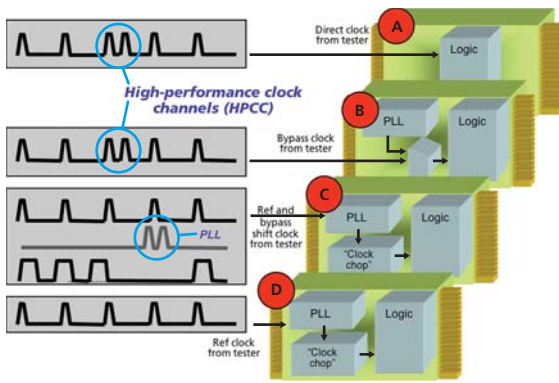 A
Direct clock
from tester
Logic
High-performance clock
channels (HPCC)
B
PLL
Logic
Bypass clock
from tester
C
PLL
Logic
Ref and
bypass
shift clock
from tester
PLL
"Clock
chop"
D
PLL
Logic
Ref clock
from tester
"Clock
chop"